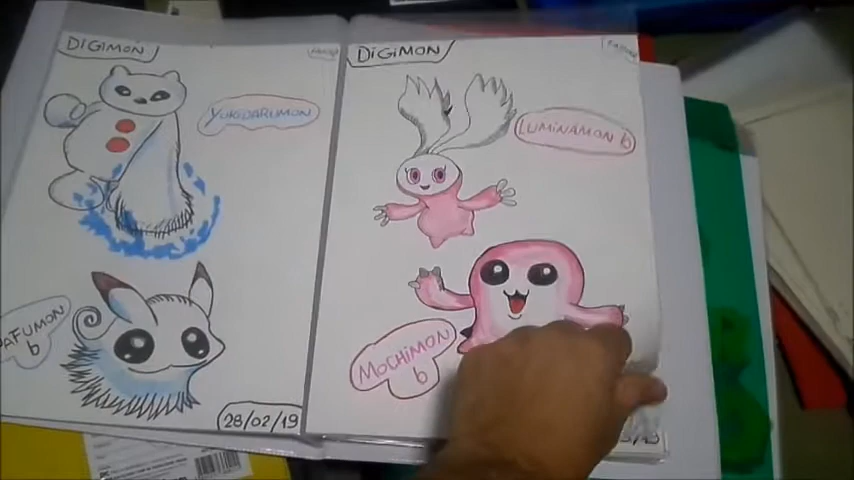 DIGIMON
YUKIDARUMON
AFUMON
b
28/02/19
DIGIMON
LUMINAMON b
MOCHIMON
b